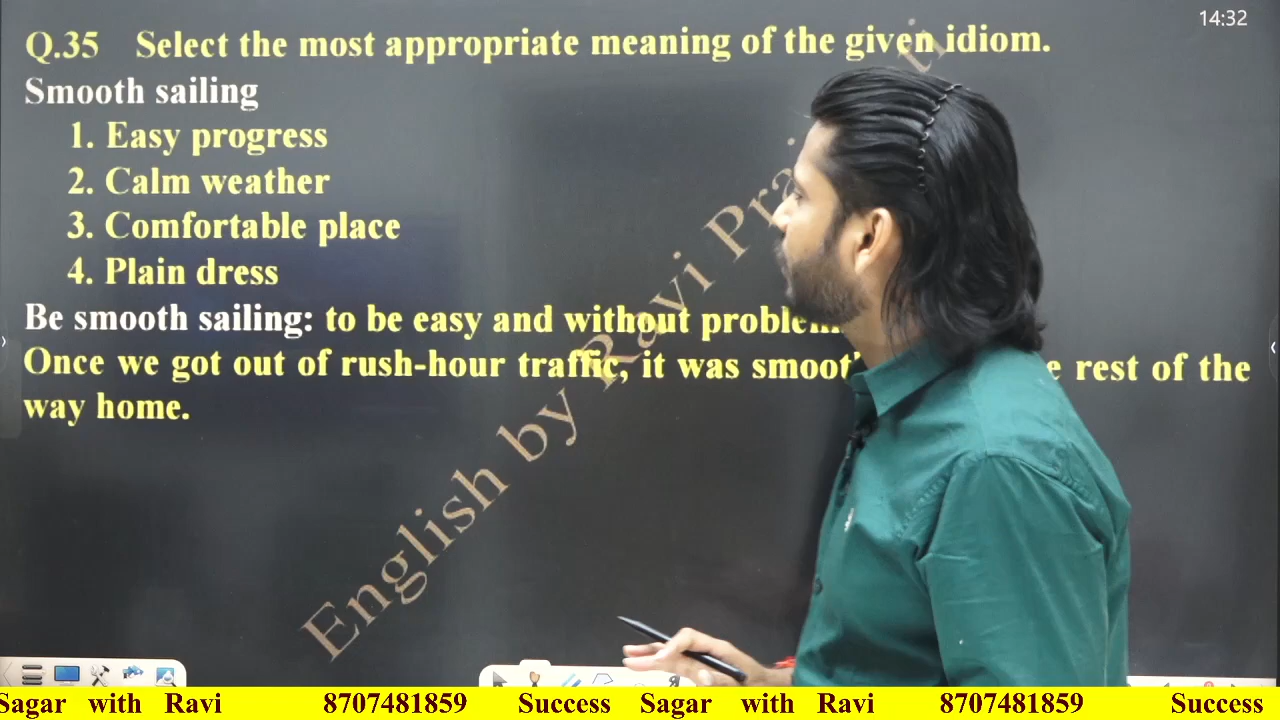 14:32
Q.35 Select the most appropriate meaning of the given idiom.
Smooth sailing
1. Easy progress
2. Calm weather
3. Comfortable place
4. Plain dress
Be smooth sailing: to be easy and without
Once we got out of rush-hour traffic, it was rest of the
way home.
English by Ravi
Sagar with Ravi 8707481859 Success Sagar with Ravi 8707481859 Success